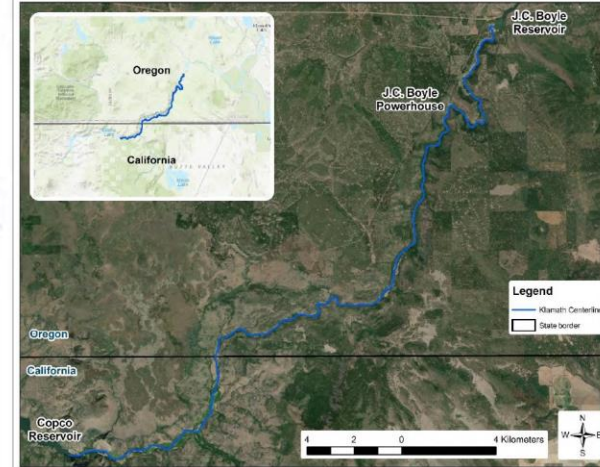 J.C. Boyle
Reservoir
Oregon
J.C. Boyle
Powerhouse
California
Legend
Klamath Centerline
State border
Oregon
California
Copco
Reservoir
4 2 0 4 Kilometers
N
W E
S